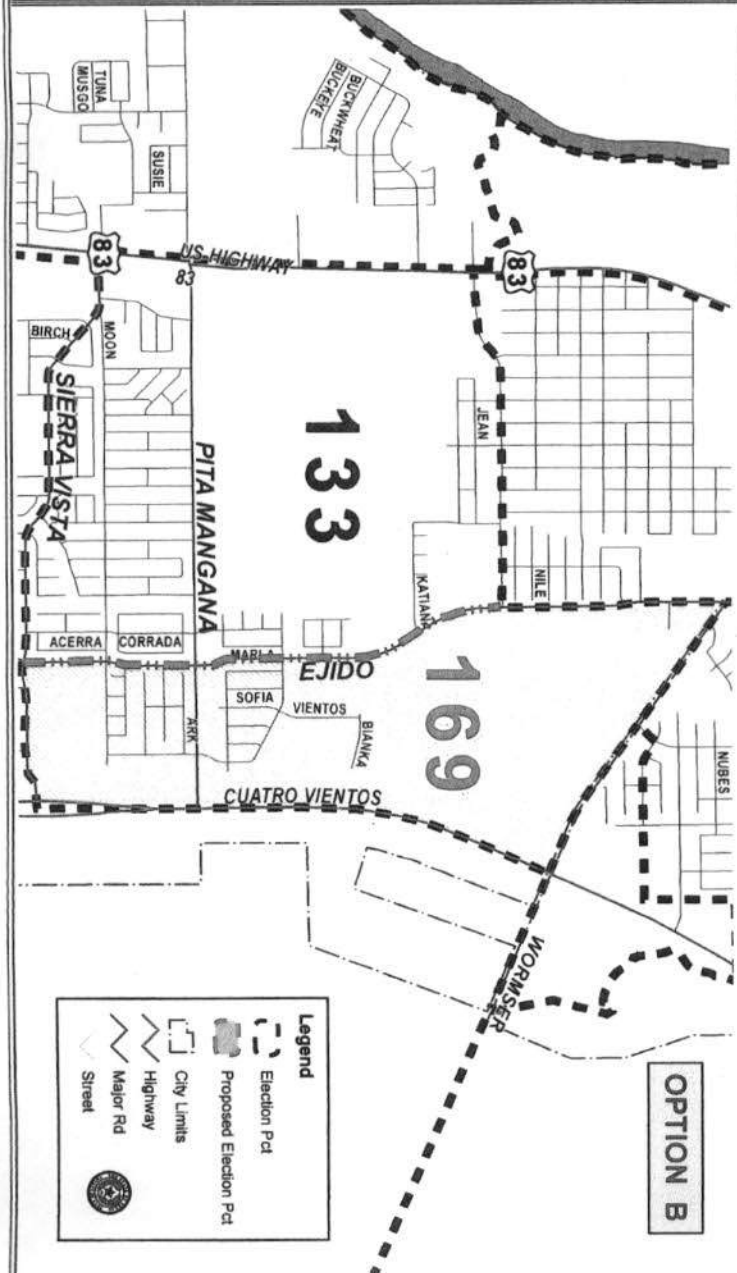 OPTION B
BUCKWHEAT
BUCKEYE
TUNA
MUSGO
SUSIE
83
US HIGHWAY
83
83
BIRCH
MOON
SIERRA VISTA
PITA MANGANA
133
JEAN
KATIANA
NILE
ACERRA
CORRADA
MARLA
EJIDO
169
SOFIA
VIENTOS
BIANKA
ARK
CUATRO VIENTOS
NUBES
WORMSER
Legend
Election Pct
Proposed Election Pct
City Limits
Highway
Major Rd
Street